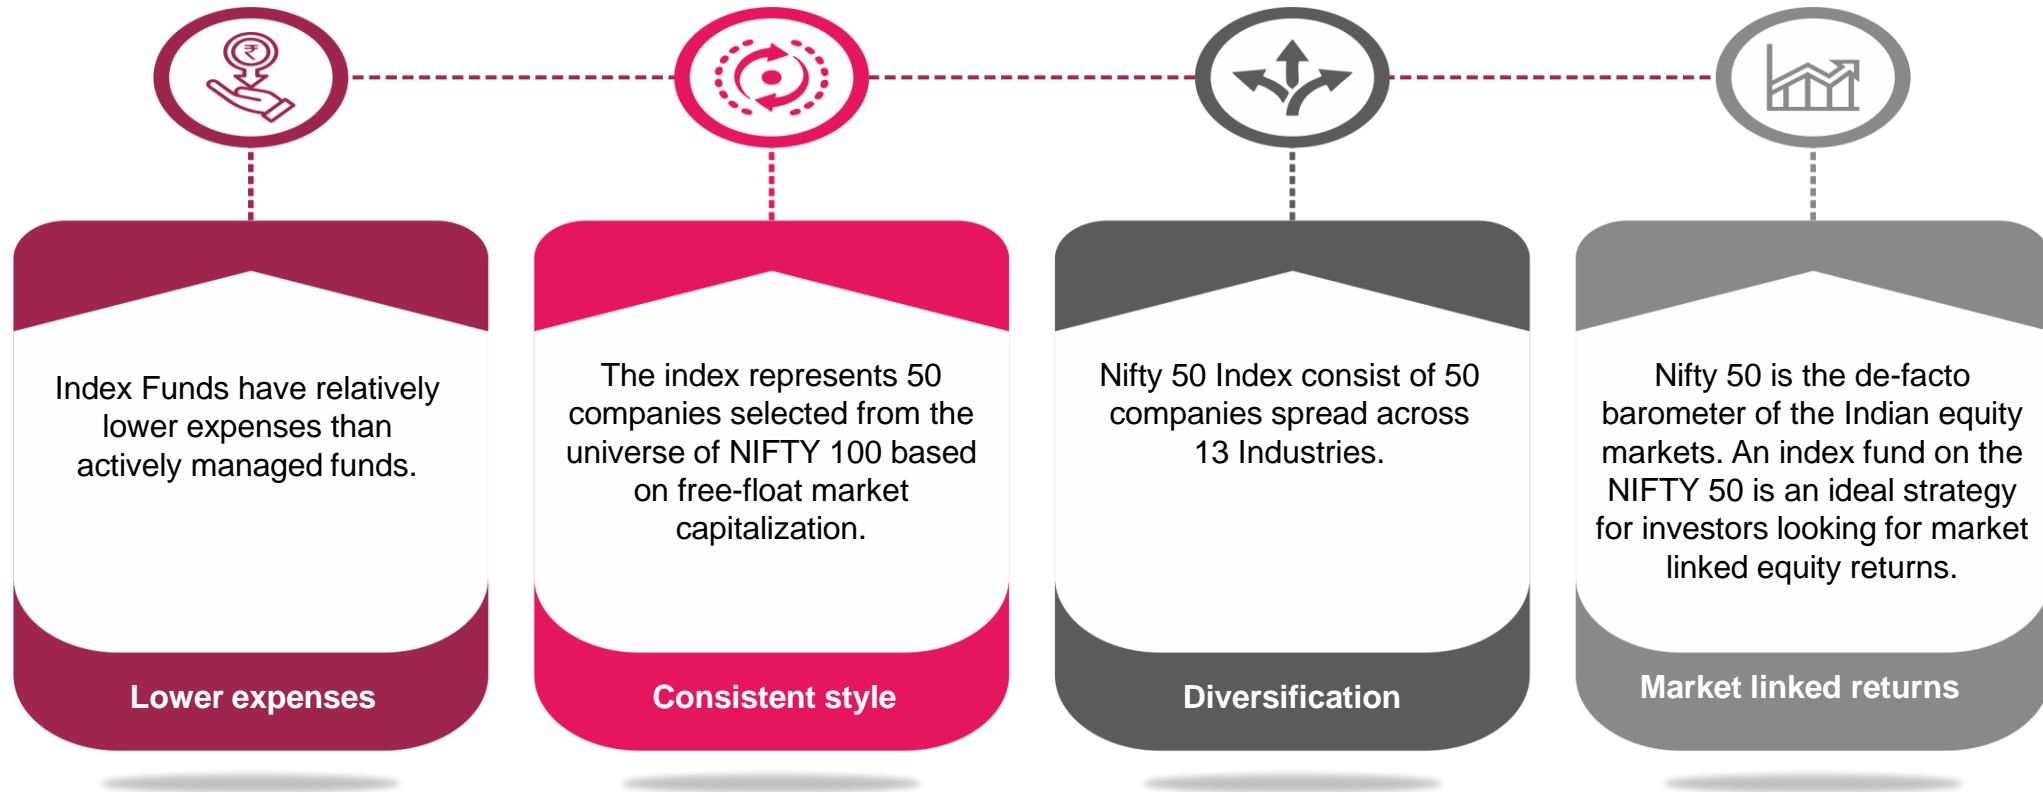 ₹
Index Funds have relatively
lower expenses than
actively managed funds.
Lower expenses
The index represents 50
companies selected from the
universe of NIFTY 100 based
on free-float market
capitalization.
Consistent style
Nifty 50 Index consist of 50
companies spread across
13 Industries.
Diversification
Nifty 50 is the de-facto
barometer of the Indian equity
markets. An index fund on the
NIFTY 50 is an ideal strategy
for investors looking for market
linked equity returns.
Market linked returns